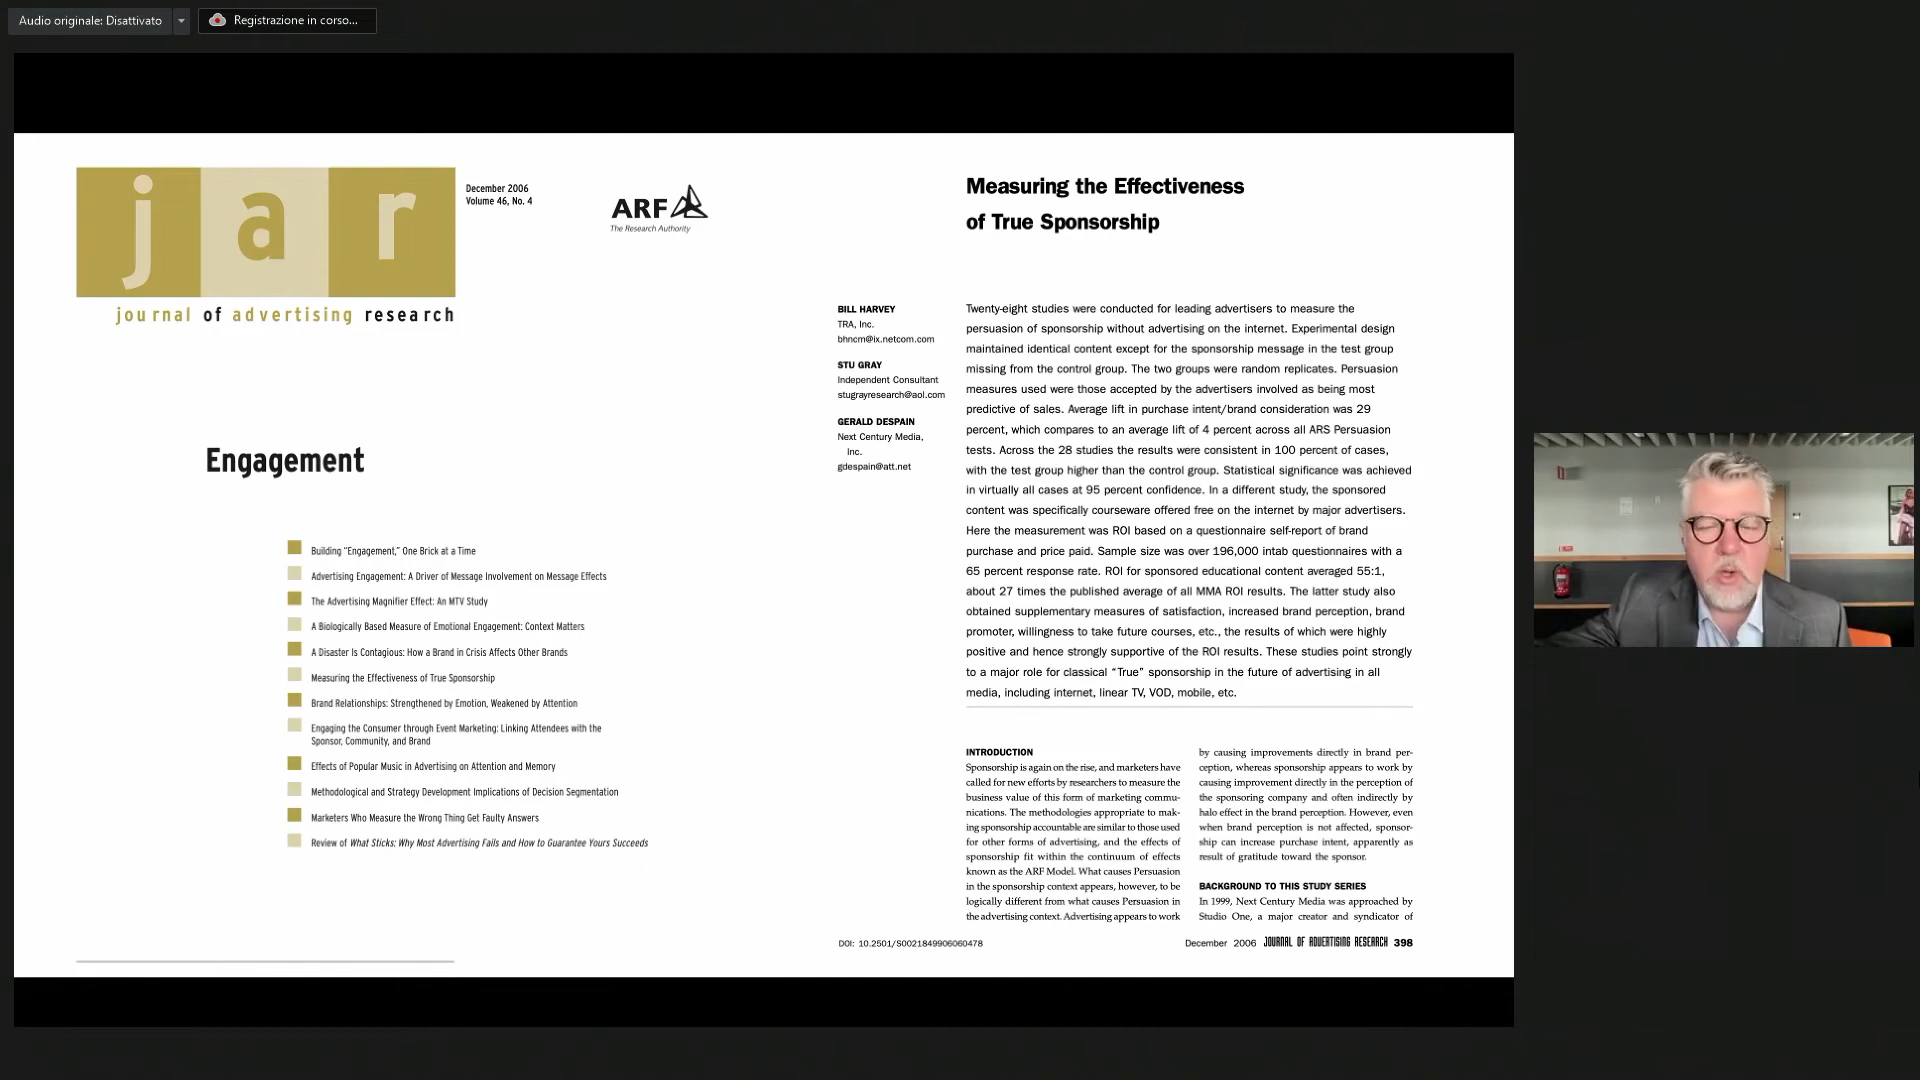 Audio originale: Disattivato
Registrazione in corso...
jar
journal of advertising research
December 2006
Volume 46, No. 4
ARF
The Research Authority
Engagement
Building “Engagement,” One Brick at a Time
Advertising Engagement: A Driver of Message Involvement on Message Effects
The Advertising Magnifier Effect: An MTV Study
A Biologically Based Measure of Emotional Engagement: Context Matters
A Disaster Is Contagious: How a Brand in Crisis Affects Other Brands
Measuring the Effectiveness of True Sponsorship
Brand Relationships: Strengthened by Emotion, Weakened by Attention
Engaging the Consumer through Event Marketing: Linking Attendees with the
Sponsor, Community, and Brand
Effects of Popular Music in Advertising on Attention and Memory
Methodological and Strategy Development Implications of Decision Segmentation
Marketers Who Measure the Wrong Thing Get Faulty Answers
Review of What Sticks: Why Most Advertising Fails and How to Guarantee Yours Succeeds
Measuring the Effectiveness
of True Sponsorship
BILL HARVEY
TRA, Inc.
bhncm@ix.netcom.com
STU GRAY
Independent Consultant
stugrayresearch@aol.com
GERALD DESPAIN
Next Century Media,
Inc.
gdespain@att.net
Twenty-eight studies were conducted for leading advertisers to measure the
persuasion of sponsorship without advertising on the internet. Experimental design
maintained identical content except for the sponsorship message in the test group
missing from the control group. The two groups were random replicates. Persuasion
measures used were those accepted by the advertisers involved as being most
predictive of sales. Average lift in purchase intent/brand consideration was 29
percent, which compares to an average lift of 4 percent across all ARS Persuasion
tests. Across the 28 studies the results were consistent in 100 percent of cases,
with the test group higher than the control group. Statistical significance was achieved
in virtually all cases at 95 percent confidence. In a different study, the sponsored
content was specifically courseware offered free on the internet by major advertisers.
Here the measurement was ROI based on a questionnaire self-report of brand
purchase and price paid. Sample size was over 196,000 intab questionnaires with a
65 percent response rate. ROI for sponsored educational content averaged 55:1,
about 27 times the published average of all MMA ROI results. The latter study also
obtained supplementary measures of satisfaction, increased brand perception, brand
promoter, willingness to take future courses, etc., the results of which were highly
positive and hence strongly supportive of the ROI results. These studies point strongly
to a major role for classical “True” sponsorship in the future of advertising in all
media, including internet, linear TV, VOD, mobile, etc.
INTRODUCTION
Sponsorship is again on the rise, and marketers have
called for new efforts by researchers to measure the
business value of this form of marketing commu-
nications. The methodologies appropriate to mak-
ing sponsorship accountable are similar to those used
for other forms of advertising, and the effects of
sponsorship fit within the continuum of effects
known as the ARF Model. What causes Persuasion
in the sponsorship context appears, however, to be
logically different from what causes Persuasion in
the advertising context. Advertising appears to work
by causing improvements directly in brand per-
ception, whereas sponsorship appears to work by
causing improvement directly in the perception of
the sponsoring company and often indirectly by
halo effect in the brand perception. However, even
when brand perception is not affected, sponsor-
ship can increase purchase intent, apparently as
result of gratitude toward the sponsor.
BACKGROUND TO THIS STUDY SERIES
In 1999, Next Century Media was approached by
Studio One, a major creator and syndicator of
DOI: 10.2501/S0021849906060478
December 2006 JOURNAL OF ADVERTISING RESEARCH 398